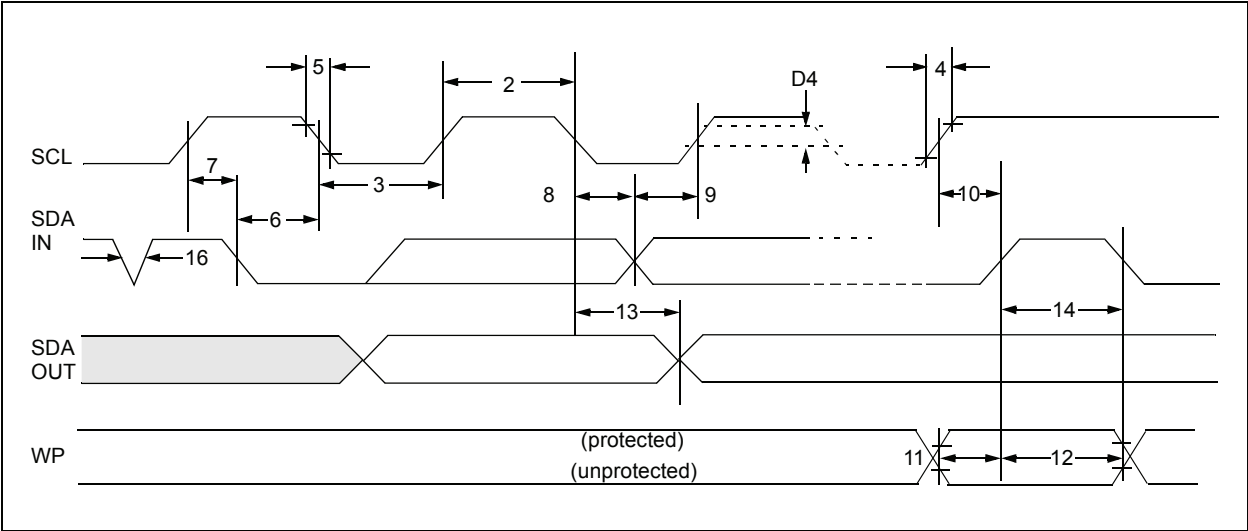 5
2
D4
4
SCL
7
3
8
9
10
6
SDA
IN
16
13
14
SDA
OUT
(protected)
WP
11
12
(unprotected)